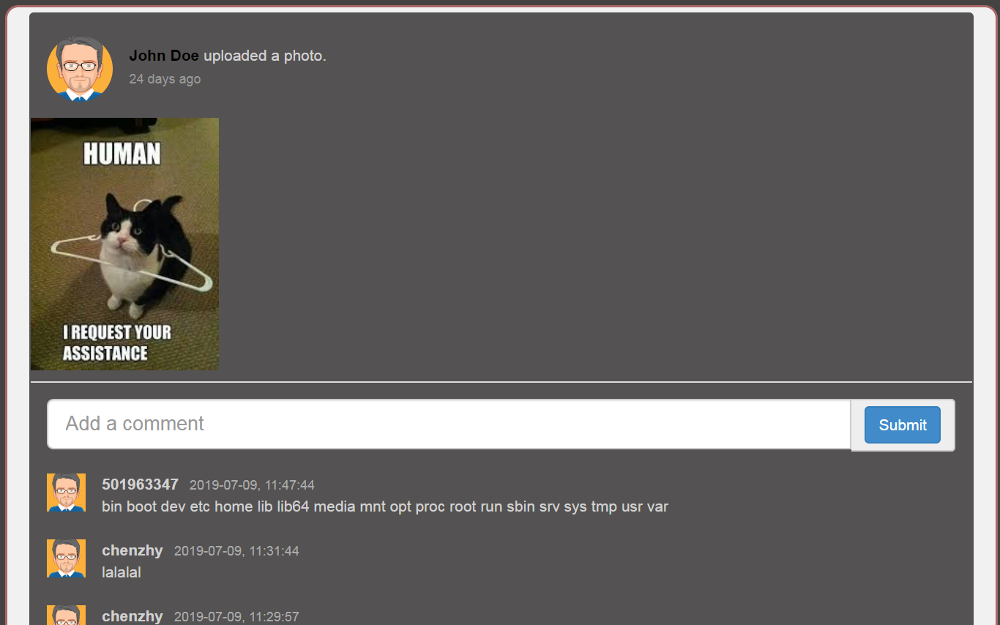 John Doe uploaded a photo.
24 days ago
HUMAN
I REQUEST YOUR
ASSISTANCE
Add a comment
Submit
501963347 2019-07-09, 11:47:44
bin boot dev etc home lib lib64 media mnt opt proc root run sbin srv sys tmp usr var
chenzhy 2019-07-09, 11:31:44
lalalal
chenzhy 2019-07-09, 11:29:57